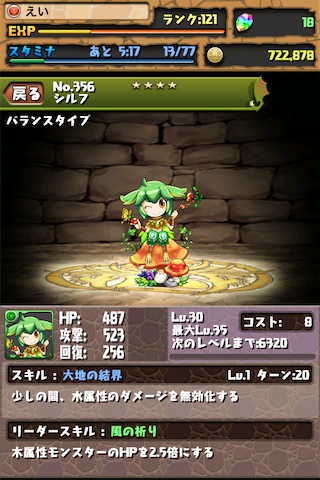 えい
ランク:121
18
EXP
スタミナ
あと 5:17
13/77
722,878
戻る
No.356
★★★★
シルフ
バランスタイプ
HP: 487
攻撃: 523
回復: 256
Lv.30
最大Lv.35
次のレベルまで:6320
コスト: 8
スキル : 大地の結界
Lv.1 ターン:20
少しの間、水属性のダメージを無効化する
リーダースキル : 風の祈り
木属性モンスターのHPを2.5倍にする